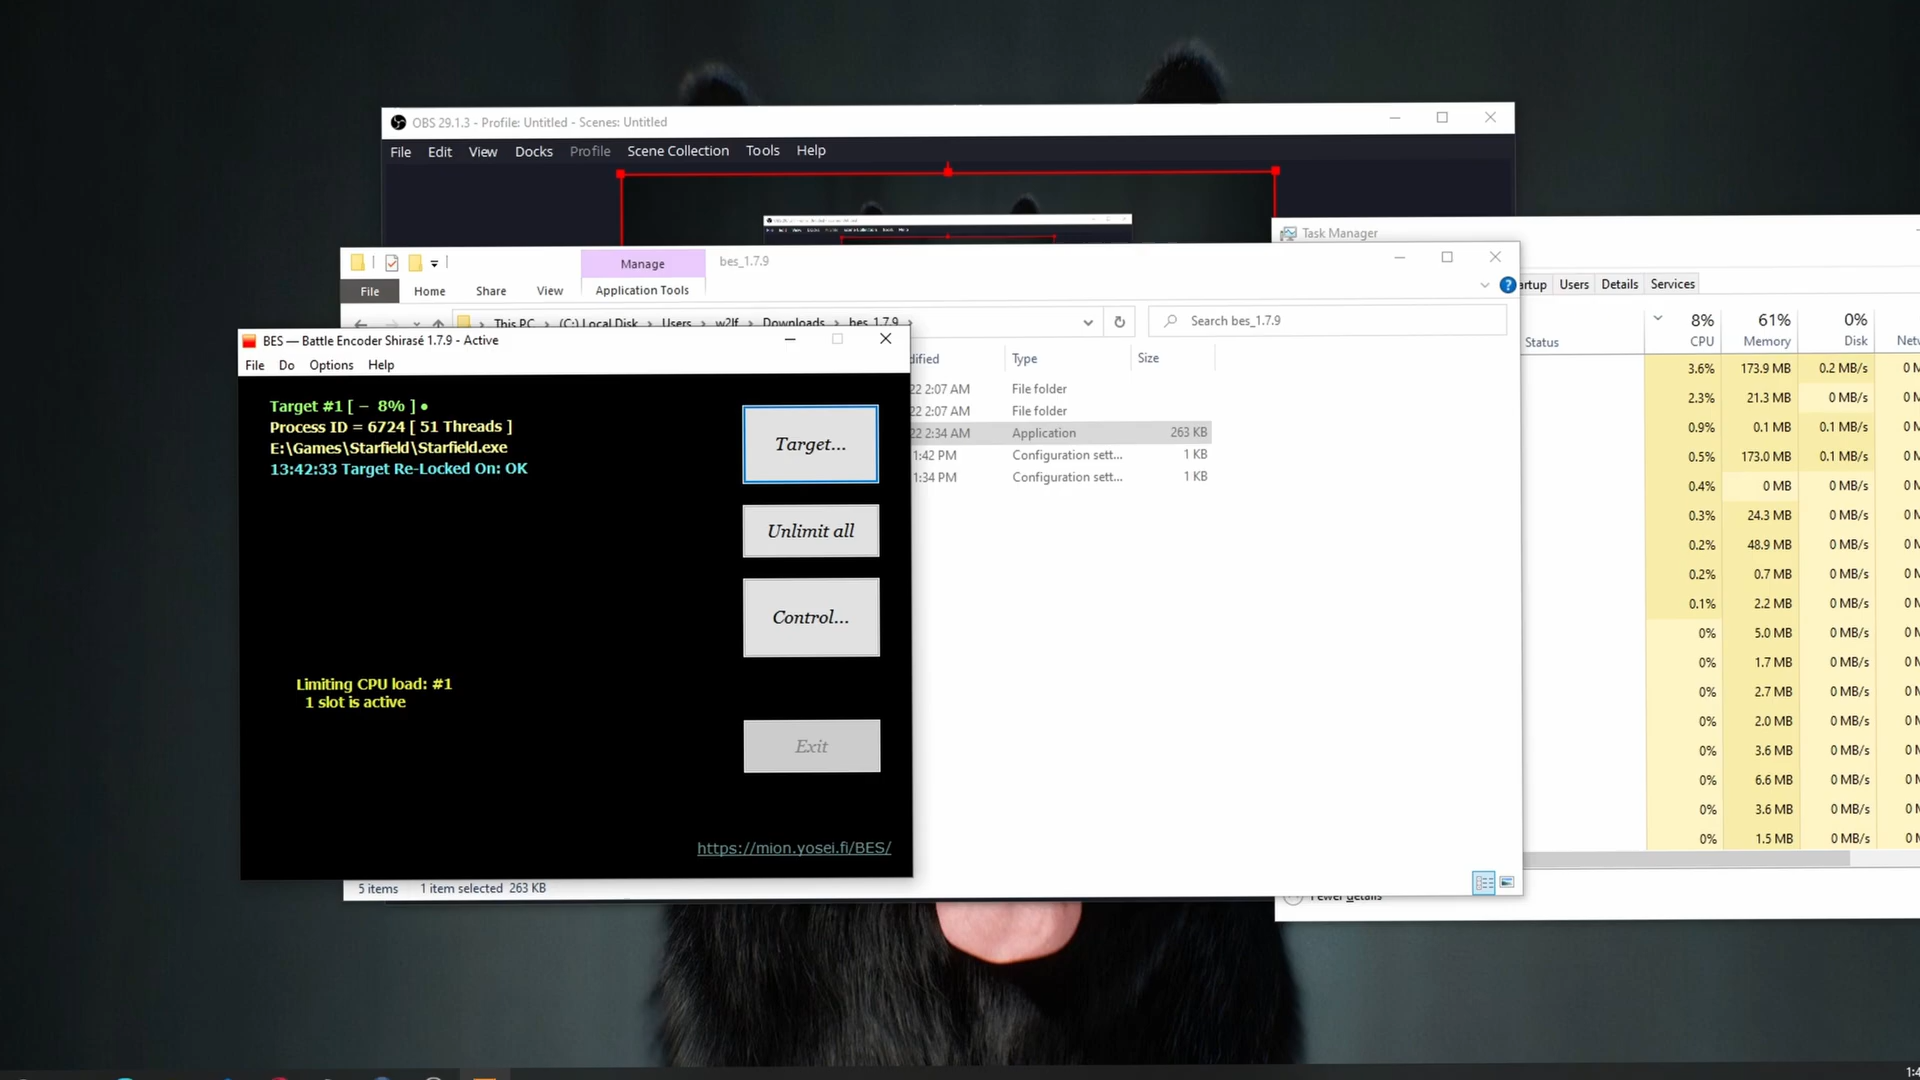 OBS 29.1.3 - Profile: Untitled - Scenes: Untitled
File Edit View Docks Profile Scene Collection Tools Help
Task Manager
Manage bes_1.7.9
File Home Share View Application Tools
Users Details Services
This PC (C:) Local Disk Users w2lf Downloads bes_1.7.9
Search bes_1.7.9
8% 61% 0%
Status CPU Memory Disk
BES — Battle Encoder Shirasé 1.7.9 - Active
File Do Options Help
Type Size
22 2:07 AM File folder
22 2:07 AM File folder
22 2:34 AM Application 263 KB
1:42 PM Configuration sett... 1 KB
1:34 PM Configuration sett... 1 KB
Target #1 [ − 8% ] •
Process ID = 6724 [ 51 Threads ]
E:\Games\Starfield\Starfield.exe
13:42:33 Target Re-Locked On: OK
Target...
Unlimit all
Control...
Limiting CPU load: #1
1 slot is active
Exit
https://mion.yosei.fi/BES/
3.6% 173.9 MB 0.2 MB/s
2.3% 21.3 MB 0 MB/s
0.9% 0.1 MB 0.1 MB/s
0.5% 173.0 MB 0.1 MB/s
0.4% 0 MB 0 MB/s
0.3% 24.3 MB 0 MB/s
0.2% 48.9 MB 0 MB/s
0.2% 0.7 MB 0 MB/s
0.1% 2.2 MB 0 MB/s
0% 5.0 MB 0 MB/s
0% 1.7 MB 0 MB/s
0% 2.7 MB 0 MB/s
0% 2.0 MB 0 MB/s
0% 3.6 MB 0 MB/s
0% 6.6 MB 0 MB/s
0% 3.6 MB 0 MB/s
0% 1.5 MB 0 MB/s
5 items 1 item selected 263 KB
Fewer details